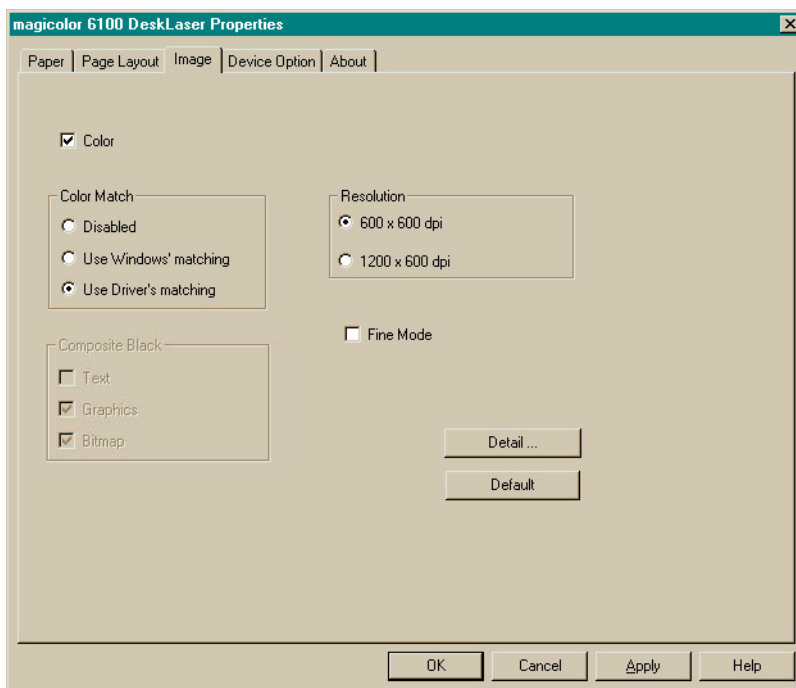 magicolor 6100 DeskLaser Properties
Paper Page Layout Image Device Option About
Color
Color Match
Disabled
Use Windows' matching
Use Driver's matching
Resolution
600 x 600 dpi
1200 x 600 dpi
Composite Black
Text
Graphics
Bitmap
Fine Mode
Detail ...
Default
OK Cancel Apply Help